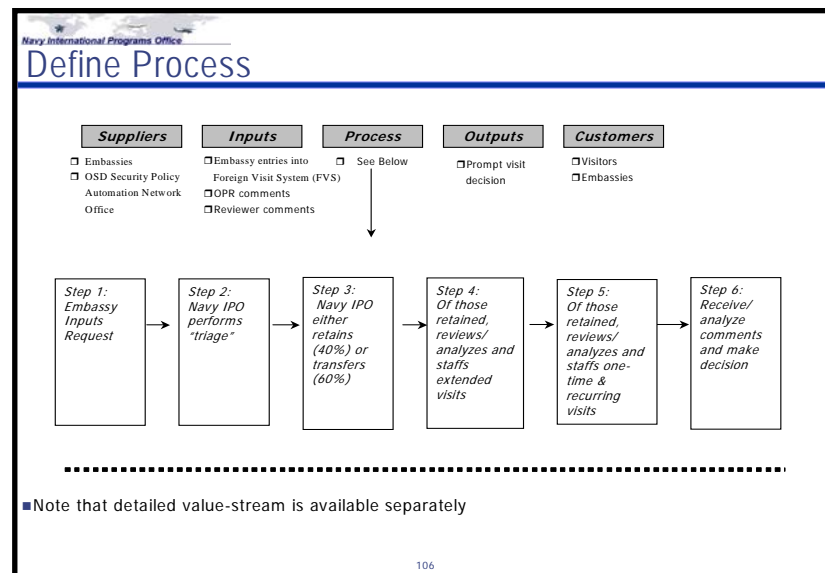 Navy International Programs Office
Define Process
Suppliers
Inputs
Process
Outputs
Customers
Embassies
OSD Security Policy
Automation Network
Office
Embassy entries into
Foreign Visit System (FVS)
OPR comments
Reviewer comments
See Below
Prompt visit
decision
Visitors
Embassies
Step 1:
Embassy
Inputs
Request
Step 2:
Navy IPO
performs
"triage"
Step 3:
Navy IPO
either
retains
(40%) or
transfers
(60%)
Step 4:
Of those
retained,
reviews/
analyzes and
staffs
extended
visits
Step 5:
Of those
retained,
reviews/
analyzes and
staffs one-
time &
recurring
visits
Step 6:
Receive/
analyze
comments
and make
decision
Note that detailed value-stream is available separately
106